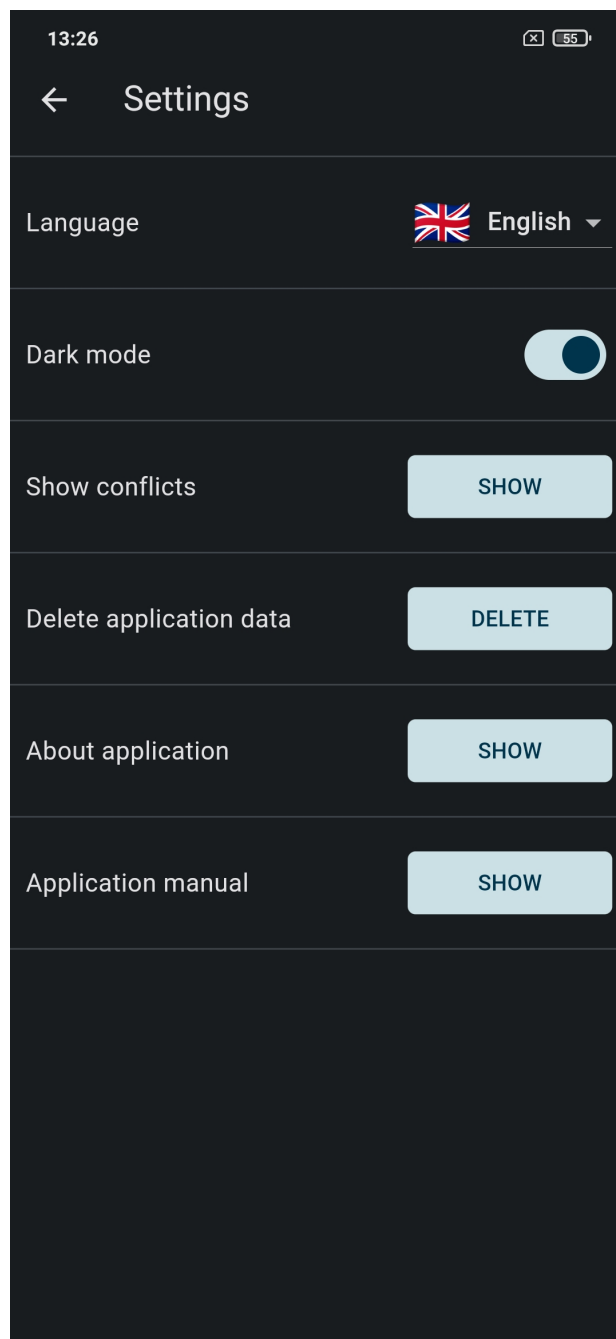 13:26
55
Settings
Language
English
Dark mode
Show conflicts
SHOW
Delete application data
DELETE
About application
SHOW
Application manual
SHOW